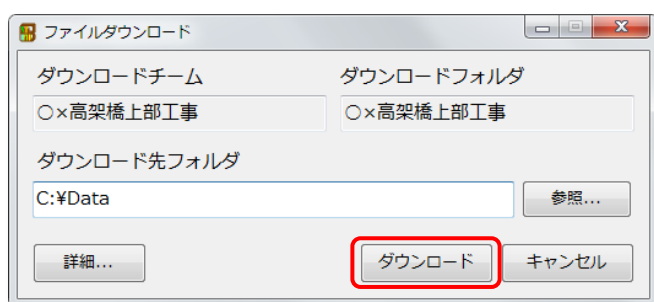 ファイルダウンロード
ダウンロードチーム ダウンロードフォルダ
○×高架橋上部工事 ○×高架橋上部工事
ダウンロード先フォルダ
C:¥Data 参照...
詳細... ダウンロード キャンセル